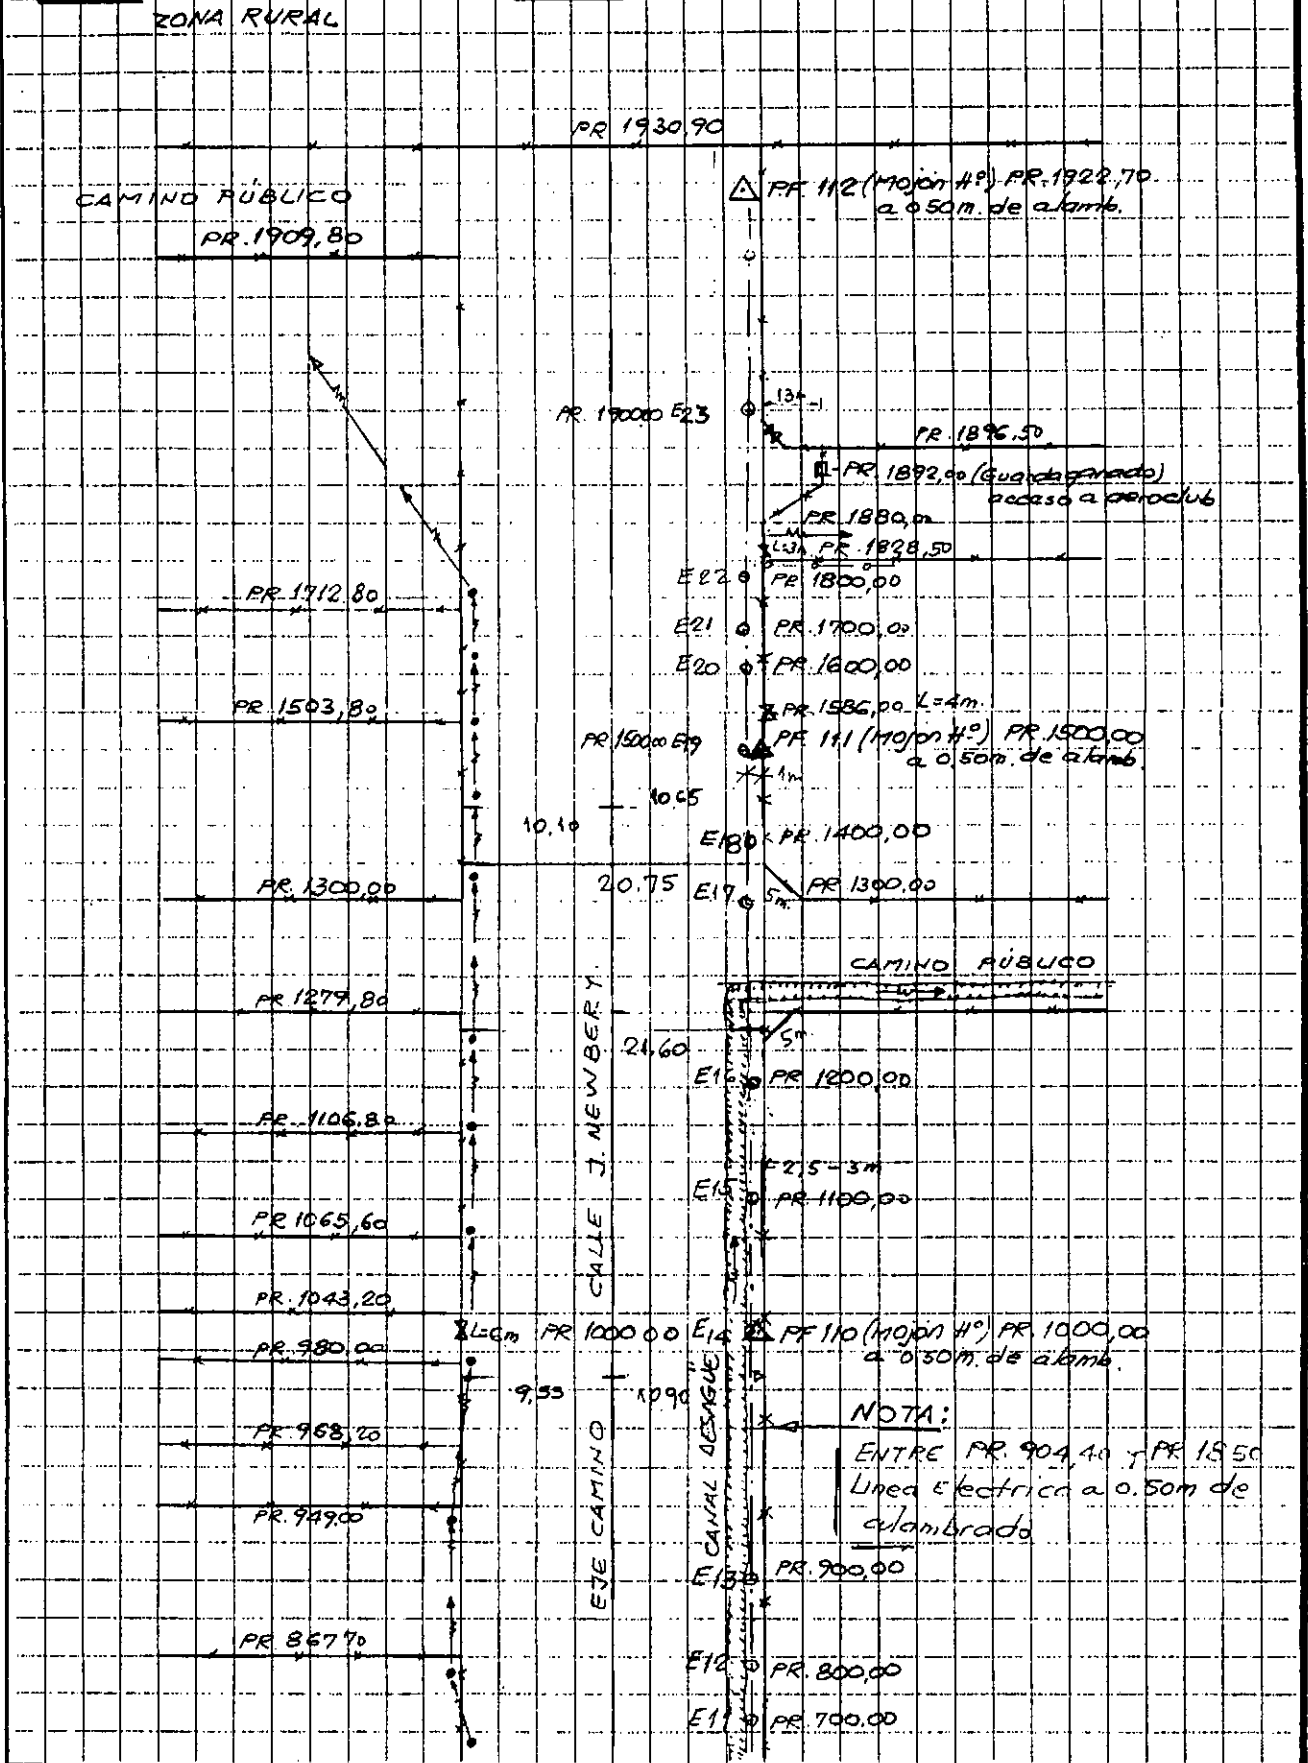 ZONA RURAL
PR 1930,90
CAMINO PÚBLICO
PF 112 (Mojón Hº) PR.1922,70
a 0.50m. de alamb.
PR.1909,80
PR. 1900.00 E23
PR.1896,50
PR. 1892,00 (Guardaganado)
acceso a aeroclub
PR 1880,00
PR. 1828,50
E22 PR 1800,00
PR 1712.80
E21 PR.1700,00
E20 PR.1600,00
PR 1503,80
PR.1586,00 L=4m.
PR 1500.00 E19 PF 111 (Mojón Hº) PR.1500,00
a 0,50m. de alamb.
1m
10.65
10,10
E18 PR.1400,00
20.75
PR.1300.00
E17 5m. PR 1300.00
CAMINO PÚBLICO
PR 1279,80
5m
21.60
E16 PR 1200,00
PR.1106.80
2,5-3m
E15 PR.1100,00
PR 1065,60
PR.1043,20
L=6m PR 1000 00 E14 PF 110 (Mojón Hº) PR 1000,00
a 0.50m. de alamb.
PR 980.00
9,55 10.90
NOTA:
PR 968,20
ENTRE PR. 904,40 y PR 1850
Linea Electrica a 0.50m de
alambrado
PR.949.00
EJE CAMINO CALLE J. NEWBERY.
CANAL DESAGUE
E13 PR.900,00
PR 867 70
E12 PR.800,00
E11 PR.700.00